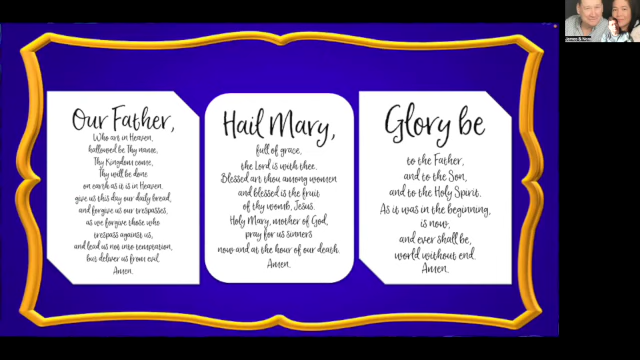 Our Father,
Who art in Heaven,
hallowed be Thy name,
Thy Kingdom come,
Thy will be done
on earth as it is in Heaven.
give us this day our daily bread,
and forgive us our trespasses,
as we forgive those who
trespass against us,
and lead us not into temptation,
but deliver us from evil.
Amen.
Hail Mary,
full of grace,
the Lord is with thee.
Blessed art thou among women
and blessed is the fruit
of thy womb, Jesus.
Holy Mary, mother of God,
pray for us sinners
now and at the hour of our death.
Amen.
Glory be
to the Father,
and to the Son,
and to the Holy Spirit.
As it was in the beginning,
is now,
and ever shall be,
world without end.
Amen.